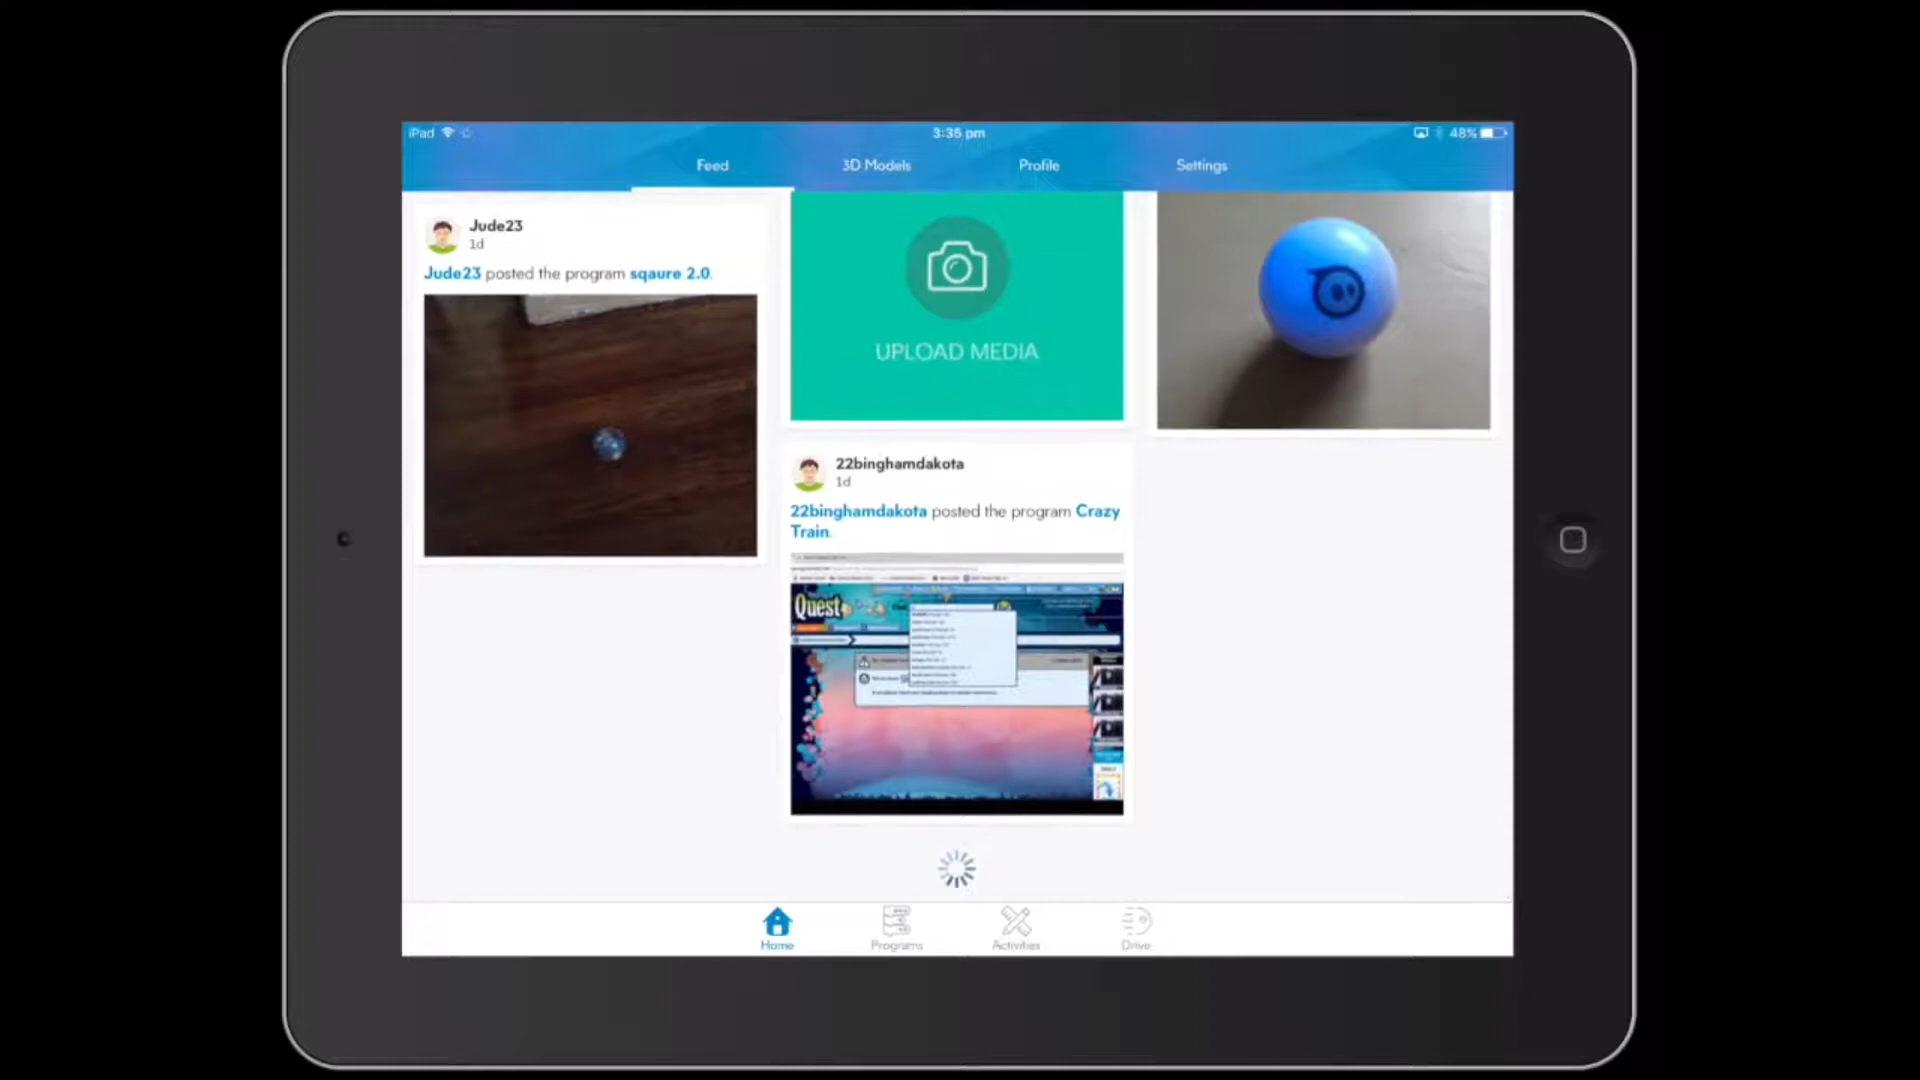 iPad
3:35 pm
48%
Feed
3D Models
Profile
Settings
Jude23
1d
Jude23 posted the program sqaure 2.0.
UPLOAD MEDIA
22binghamdakota
1d
22binghamdakota posted the program Crazy
Train.
Quest
Home
Programs
Activities
Drive